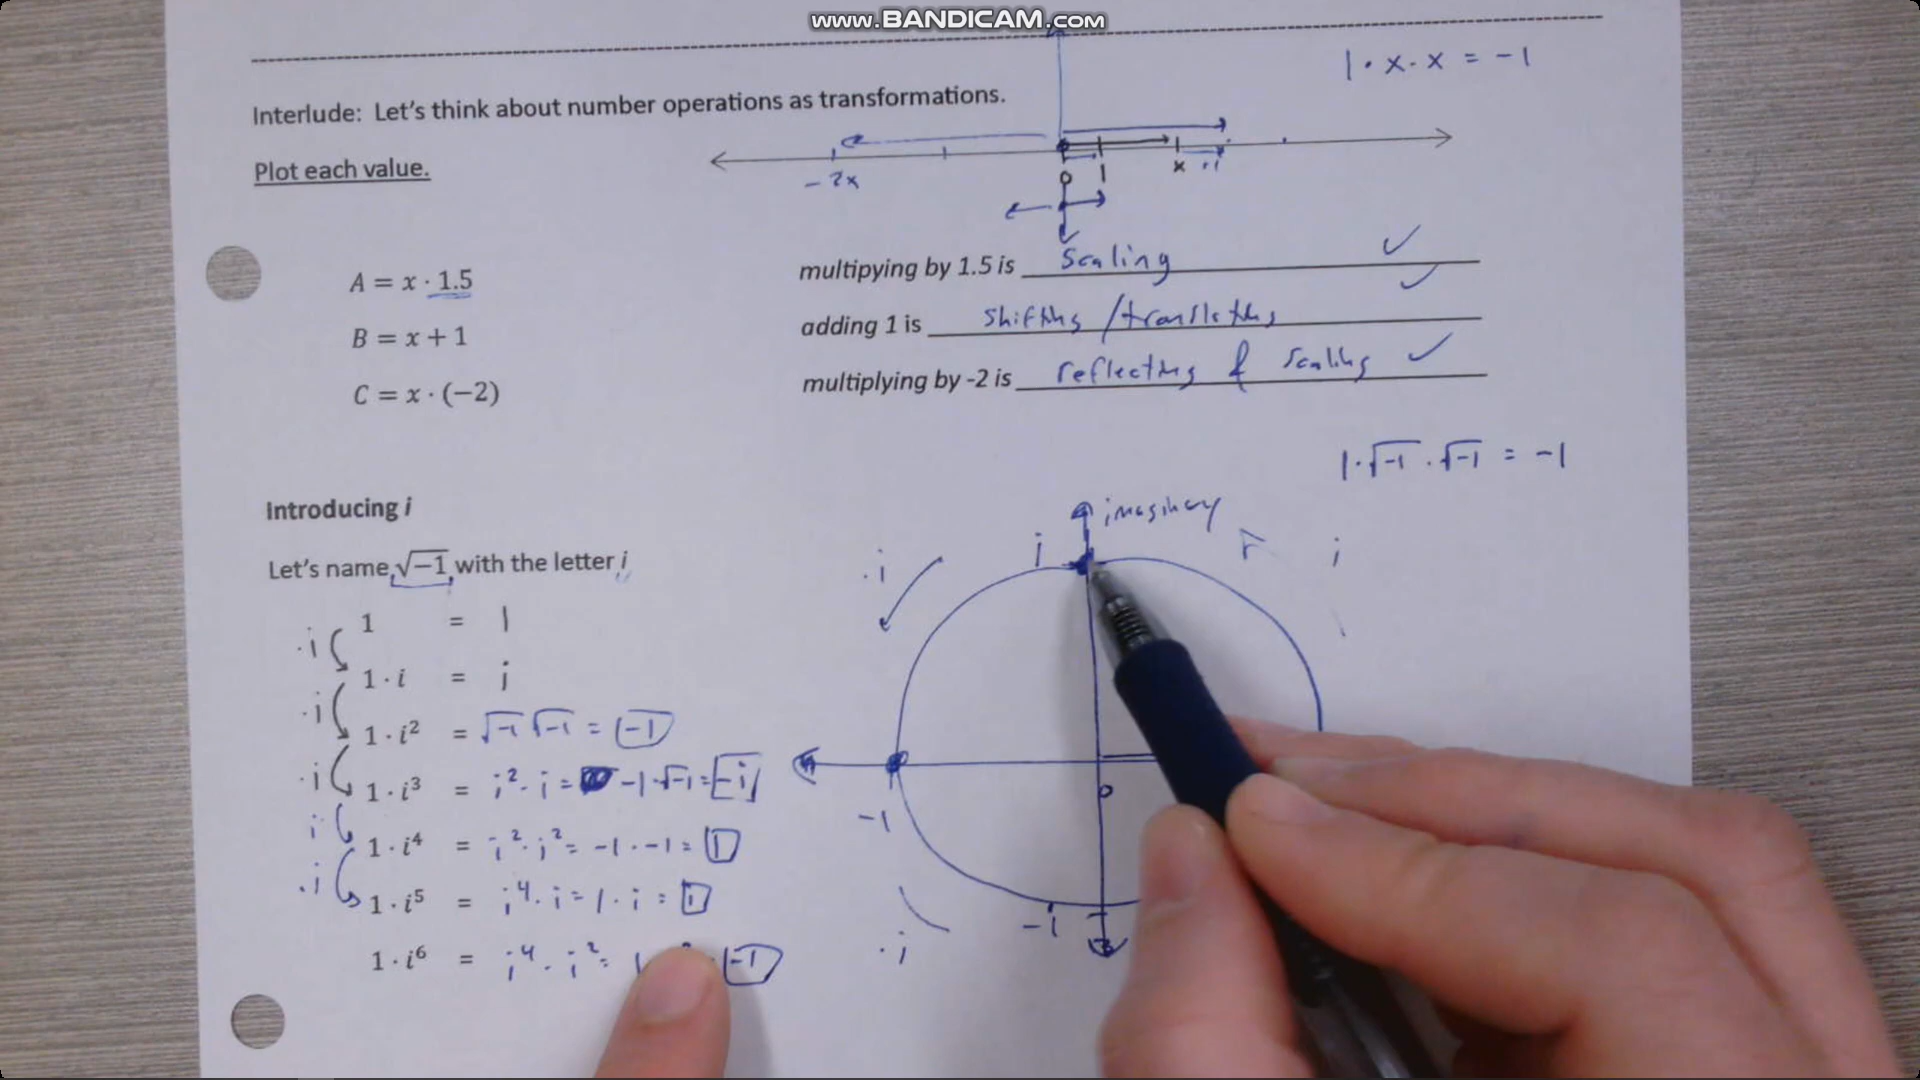 www.BANDICAM.com
1 · x · x = -1
Interlude: Let's think about number operations as transformations.
Plot each value.
-2x 0 1 x +1
A = x · 1.5
multipying by 1.5 is scaling ✓
B = x + 1
adding 1 is shifting / translating ✓
C = x · (−2)
multiplying by -2 is reflecting & scaling ✓
1 · √-1 · √-1 = -1
Introducing i
imaginary
Let's name √−1 with the letter i
· i
i
i
1 = 1
· i
1 · i = i
· i
1 · i² = √-1 √-1 = -1
· i
1 · i³ = i² · i = -1 · √-1 = -i
0
-1
i
1 · i⁴ = i² · i² = -1 · -1 = 1
· i
1 · i⁵ = i⁴ · i = 1 · i = i
-1
· i
1 · i⁶ = i⁴ · i² = -1